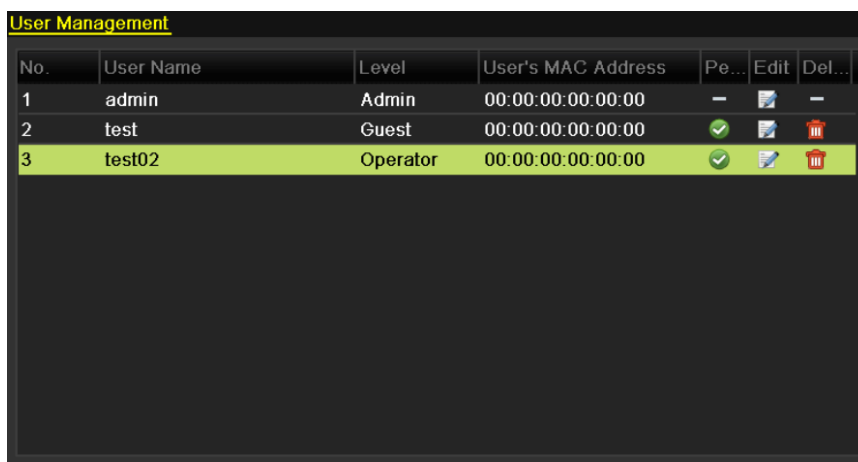 User Management
No. User Name Level User's MAC Address Pe... Edit Del...
1 admin Admin 00:00:00:00:00:00 –
2 test Guest 00:00:00:00:00:00
3 test02 Operator 00:00:00:00:00:00